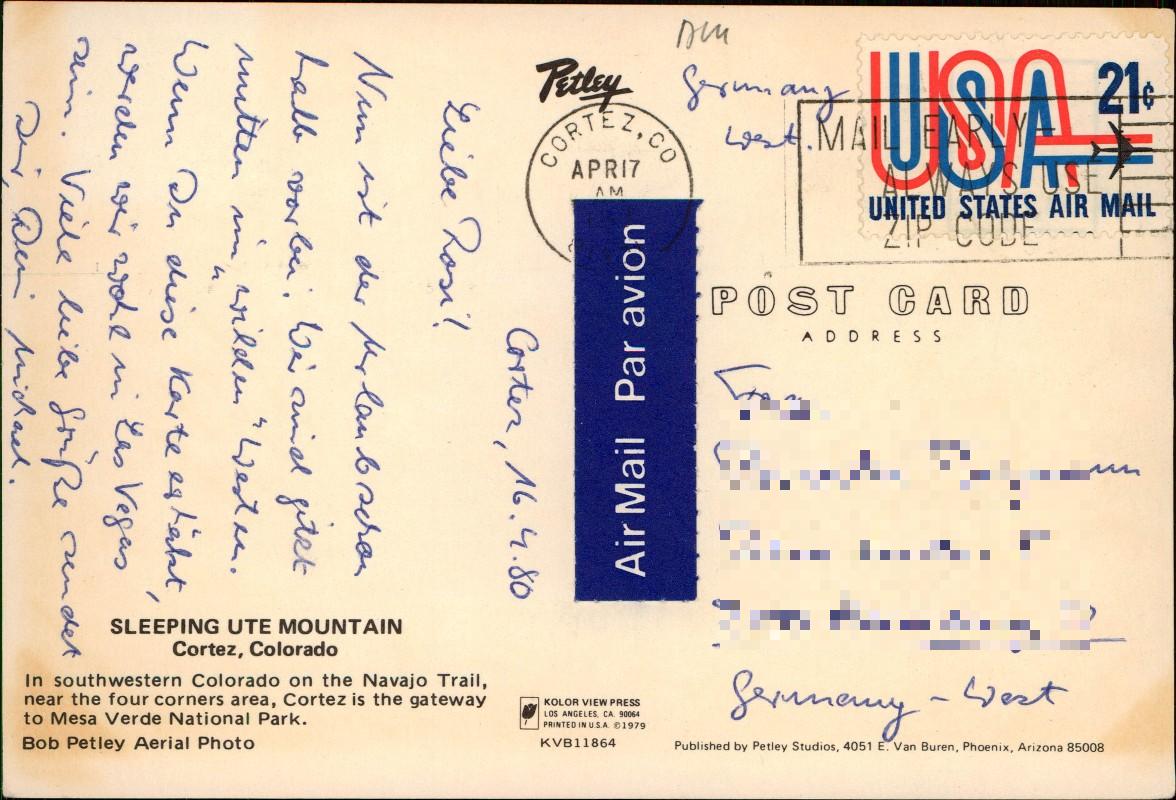 Cortez, 16.4.80
Liebe Rosi!
Nun ist der Urlaub schon
halb vorbei. Wir sind jetzt
mitten im "wilden" Westen.
Wenn Du diese Karte erhälst,
werden wir wohl in Las Vegas
sein. Viele liebe Grüße sendet
Dir, Dein Michael.
SLEEPING UTE MOUNTAIN
Cortez, Colorado
In southwestern Colorado on the Navajo Trail,
near the four corners area, Cortez is the gateway
to Mesa Verde National Park.
Bob Petley Aerial Photo
Petley
CORTEZ, CO
APR 17
AM
Air Mail Par avion
KOLOR VIEW PRESS
LOS ANGELES, CA. 90064
PRINTED IN U.S.A. ©1979
KVB11864
Germany
West.
USA 21¢
UNITED STATES AIR MAIL
MAIL EARLY—
ALWAYS USE
ZIP CODE
POST CARD
ADDRESS
Frau
Germany - West
Published by Petley Studios, 4051 E. Van Buren, Phoenix, Arizona 85008